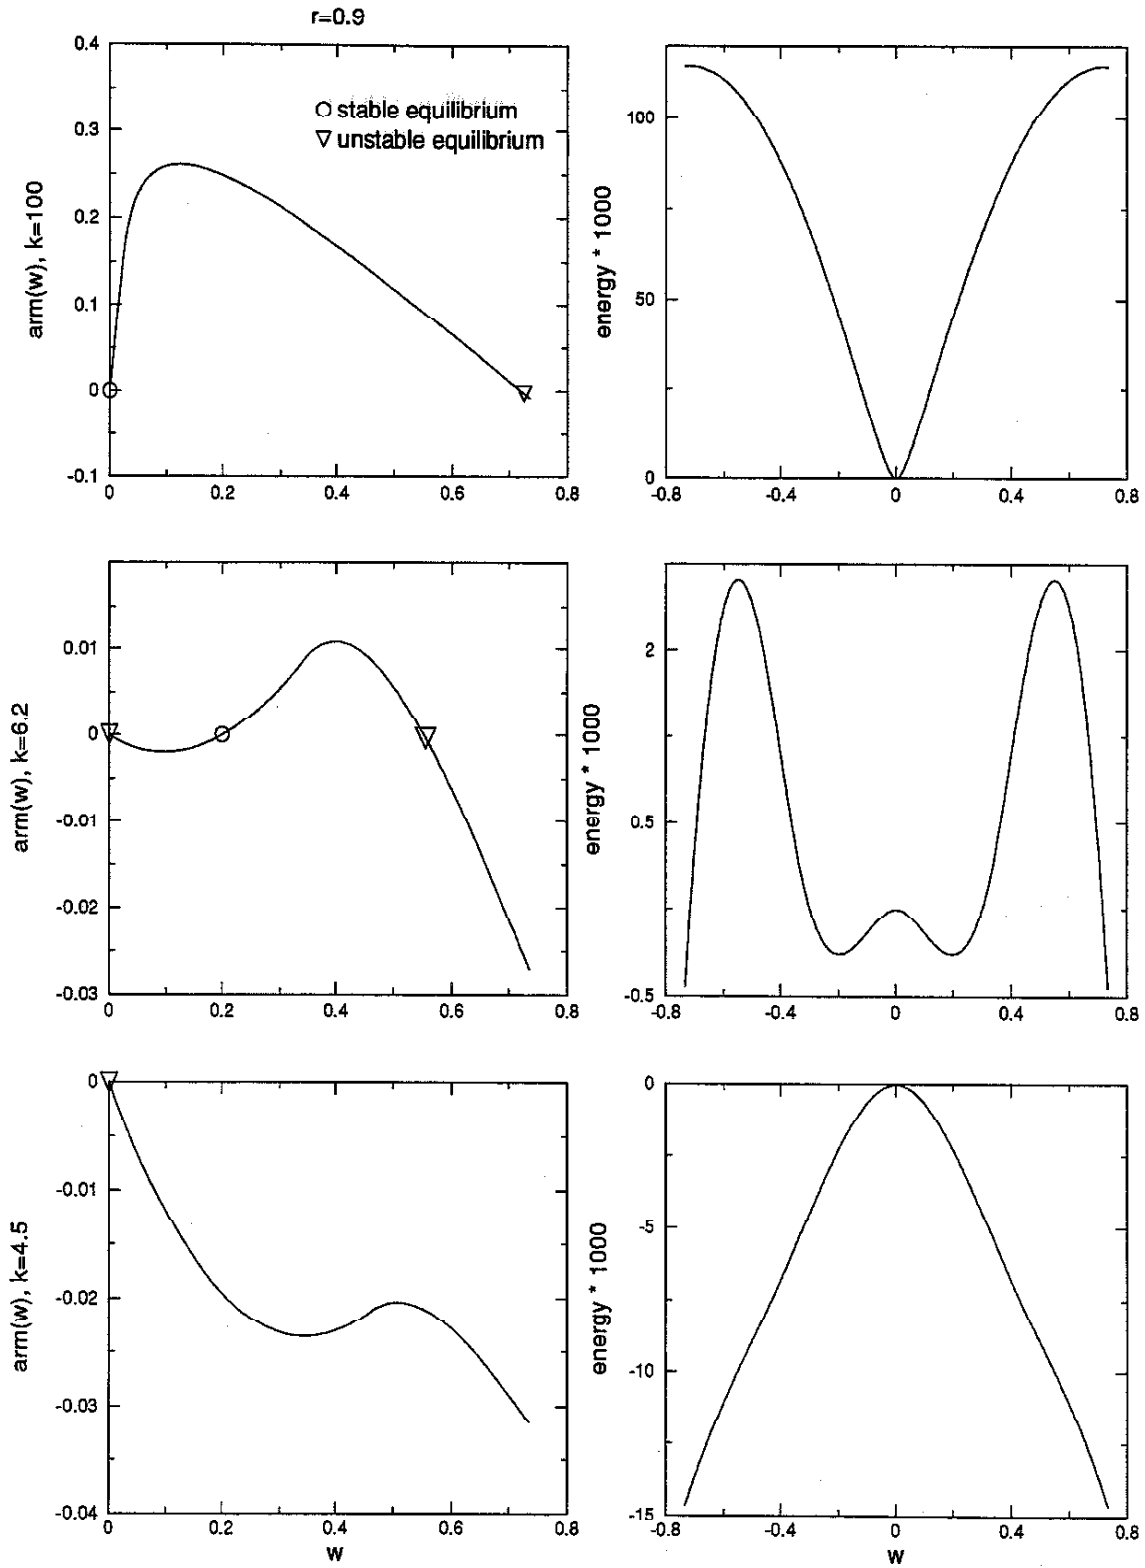 r=0.9
0.4
0.3
0.2
0.1
0
-0.1
arm(w), k=100
○ stable equilibrium
▽ unstable equilibrium
0 0.2 0.4 0.6 0.8
100
50
0
energy * 1000
-0.8 -0.4 0 0.4 0.8
0.01
0
-0.01
-0.02
-0.03
arm(w), k=6.2
0 0.2 0.4 0.6 0.8
2
0.5
-0.5
energy * 1000
-0.8 -0.4 0 0.4 0.8
0
-0.01
-0.02
-0.03
-0.04
arm(w), k=4.5
0 0.2 0.4 0.6 0.8
w
0
-5
-10
-15
energy * 1000
-0.8 -0.4 0 0.4 0.8
w